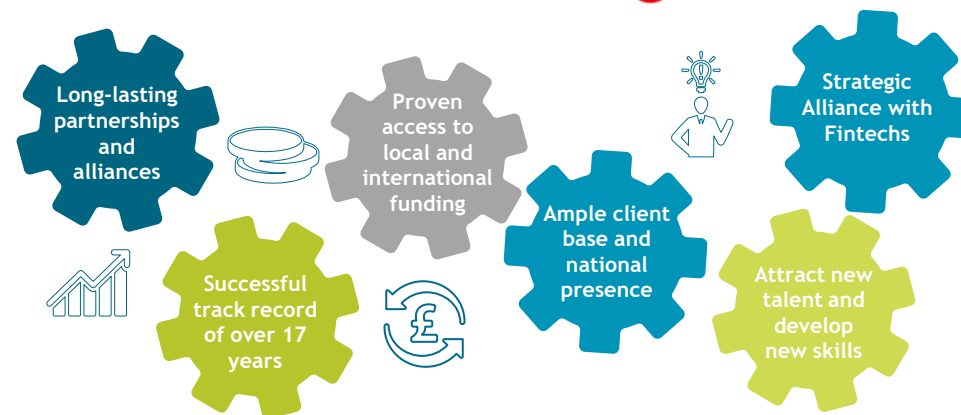 Long-lasting
partnerships
and
alliances
Successful
track record
of over 17
years
Proven
access to
local and
international
funding
£
Ample client
base and
national
presence
Strategic
Alliance with
Fintechs
Attract new
talent and
develop
new skills